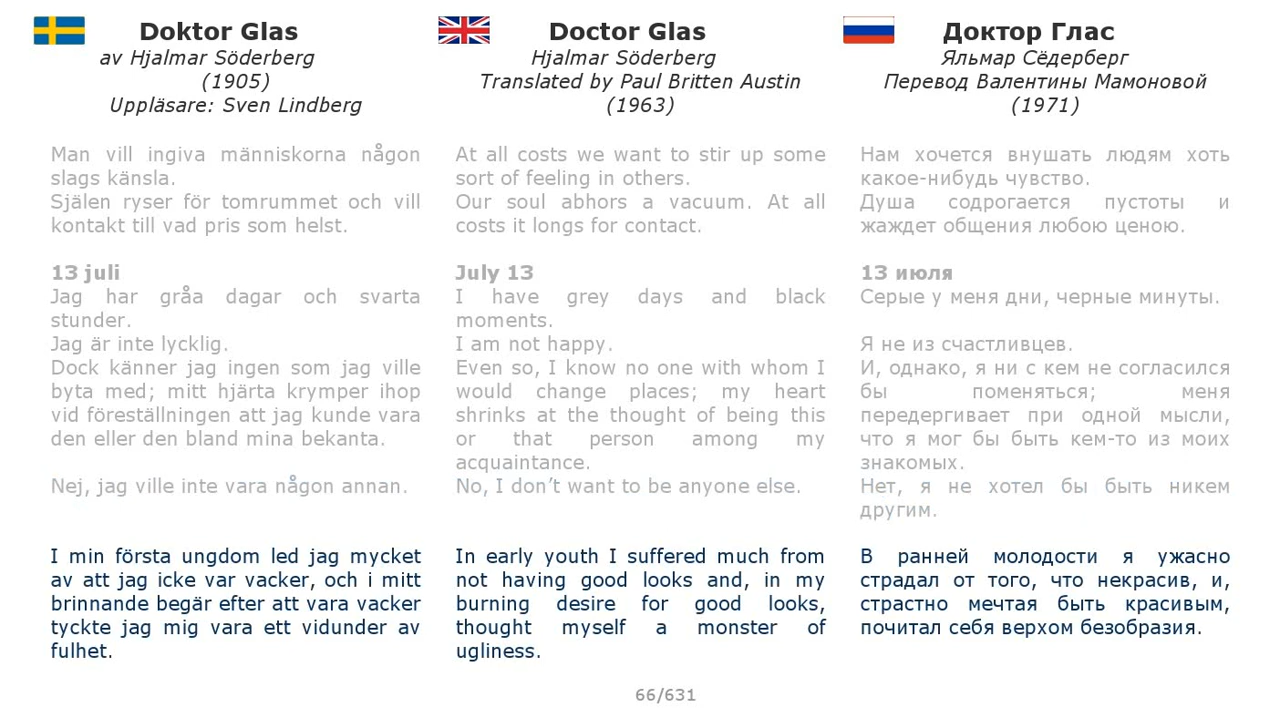 Doktor Glas
av Hjalmar Söderberg
(1905)
Uppläsare: Sven Lindberg
Man vill ingiva människorna någon
slags känsla.
Själen ryser för tomrummet och vill
kontakt till vad pris som helst.
13 juli
Jag har gråa dagar och svarta
stunder.
Jag är inte lycklig.
Dock känner jag ingen som jag ville
byta med; mitt hjärta krymper ihop
vid föreställningen att jag kunde vara
den eller den bland mina bekanta.
Nej, jag ville inte vara någon annan.
I min första ungdom led jag mycket
av att jag icke var vacker, och i mitt
brinnande begär efter att vara vacker
tyckte jag mig vara ett vidunder av
fulhet.
Doctor Glas
Hjalmar Söderberg
Translated by Paul Britten Austin
(1963)
At all costs we want to stir up some
sort of feeling in others.
Our soul abhors a vacuum. At all
costs it longs for contact.
July 13
I have grey days and black
moments.
I am not happy.
Even so, I know no one with whom I
would change places; my heart
shrinks at the thought of being this
or that person among my
acquaintance.
No, I don’t want to be anyone else.
In early youth I suffered much from
not having good looks and, in my
burning desire for good looks,
thought myself a monster of
ugliness.
Доктор Глас
Яльмар Сёдерберг
Перевод Валентины Мамоновой
(1971)
Нам хочется внушать людям хоть
какое-нибудь чувство.
Душа содрогается пустоты и
жаждет общения любою ценою.
13 июля
Серые у меня дни, черные минуты.
Я не из счастливцев.
И, однако, я ни с кем не согласился
бы поменяться; меня
передергивает при одной мысли,
что я мог бы быть кем-то из моих
знакомых.
Нет, я не хотел бы быть никем
другим.
В ранней молодости я ужасно
страдал от того, что некрасив, и,
страстно мечтая быть красивым,
почитал себя верхом безобразия.
66/631